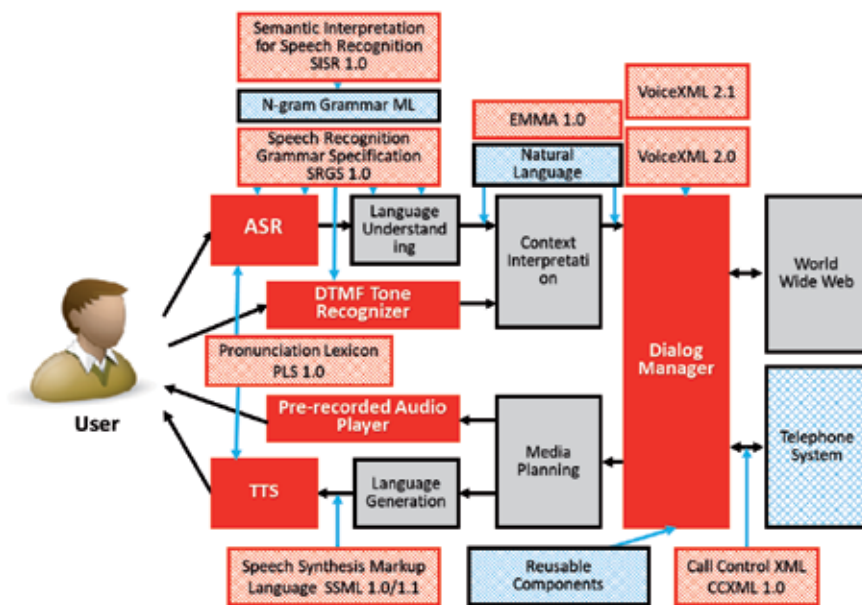 Semantic Interpretation
for Speech Recognition
SISR 1.0
N-gram Grammar ML
Speech Recognition
Grammar Specification
SRGS 1.0
EMMA 1.0
Natural
Language
VoiceXML 2.1
VoiceXML 2.0
ASR
Language
Understand
ing
Context
Interpretati
on
DTMF Tone
Recognizer
World
Wide Web
Pronunciation Lexicon
PLS 1.0
Dialog
Manager
User
Pre-recorded Audio
Player
Media
Planning
Telephone
System
TTS
Language
Generation
Speech Synthesis Markup
Language SSML 1.0/1.1
Reusable
Components
Call Control XML
CCXML 1.0